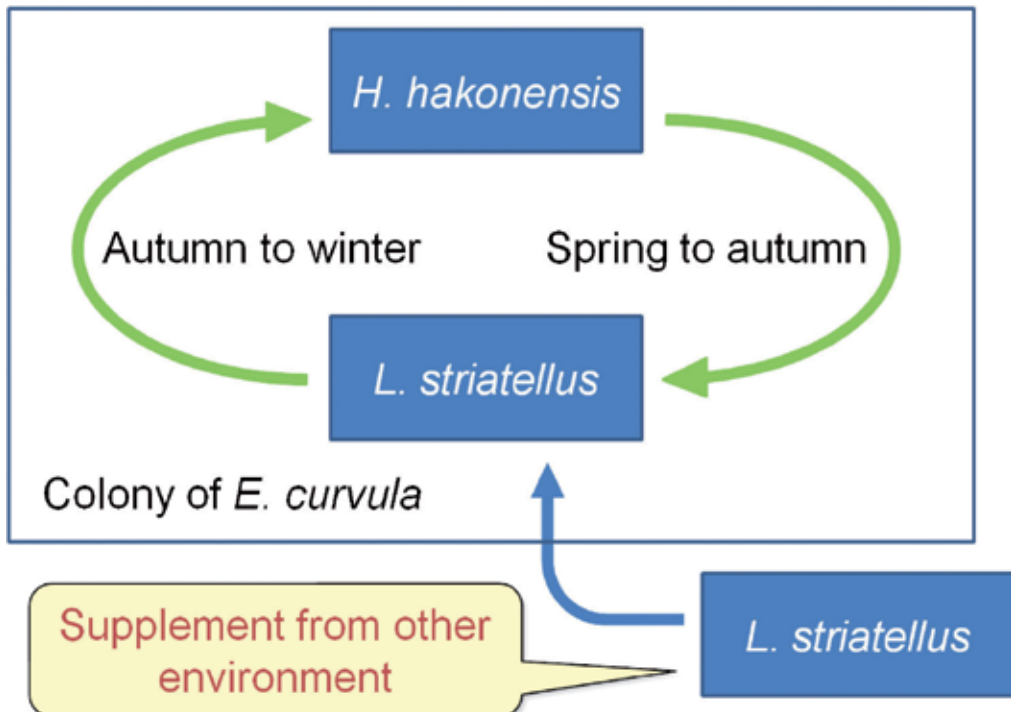 H. hakonensis
Autumn to winter
Spring to autumn
L. striatellus
Colony of E. curvula
Supplement from other
environment
L. striatellus